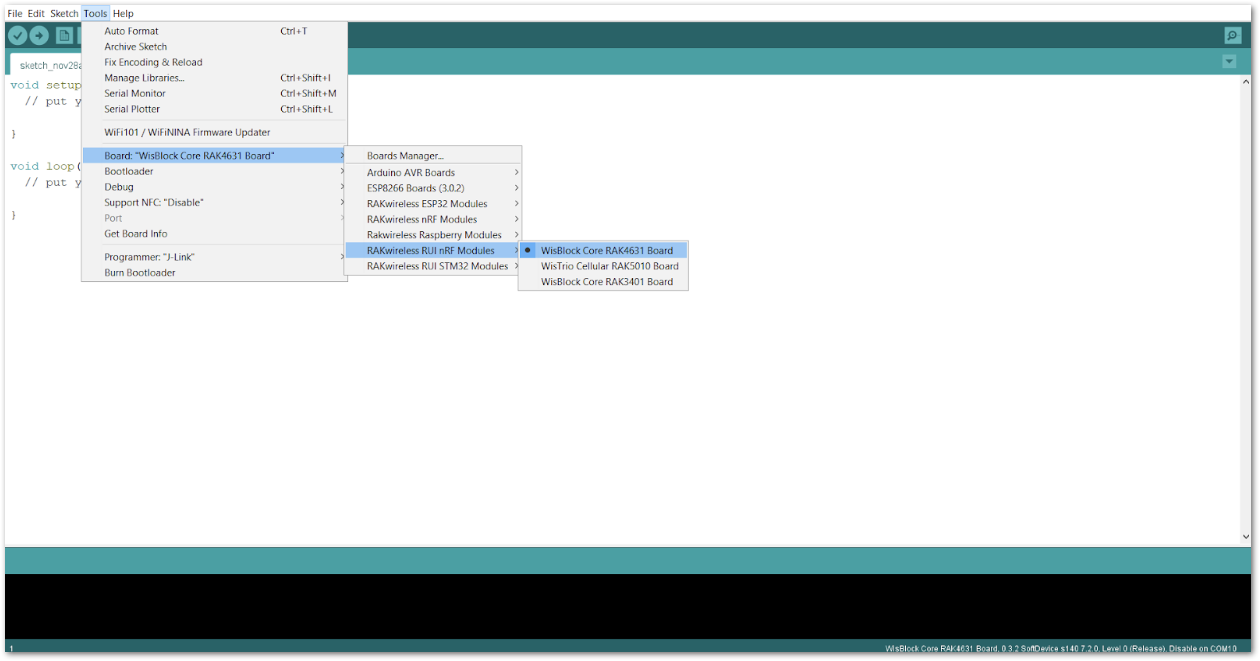 File Edit Sketch Tools Help
sketch_nov28a
void setup
// put y
}
void loop(
// put y
}
Auto Format Ctrl+T
Archive Sketch
Fix Encoding & Reload
Manage Libraries... Ctrl+Shift+I
Serial Monitor Ctrl+Shift+M
Serial Plotter Ctrl+Shift+L
WiFi101 / WiFiNINA Firmware Updater
Board: "WisBlock Core RAK4631 Board"
Bootloader
Debug
Support NFC: "Disable"
Port
Get Board Info
Programmer: "J-Link"
Burn Bootloader
Boards Manager...
Arduino AVR Boards
ESP8266 Boards (3.0.2)
RAKwireless ESP32 Modules
RAKwireless nRF Modules
Rakwireless Raspberry Modules
RAKwireless RUI nRF Modules
RAKwireless RUI STM32 Modules
WisBlock Core RAK4631 Board
WisTrio Cellular RAK5010 Board
WisBlock Core RAK3401 Board
1 WisBlock Core RAK4631 Board, 0.3.2 SoftDevice s140 7.2.0, Level 0 (Release), Disable on COM10